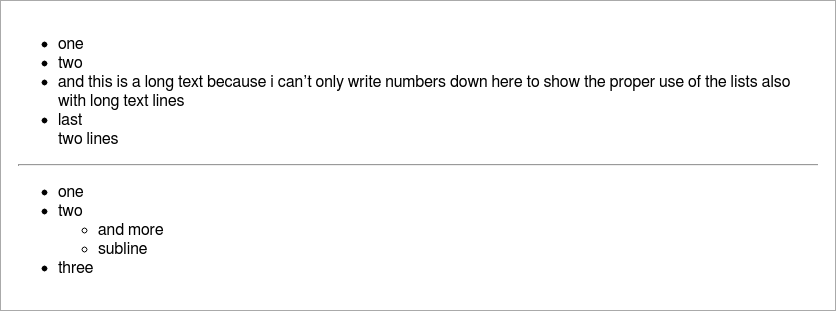 one
two
and this is a long text because i can't only write numbers down here to show the proper use of the lists also
with long text lines
last
two lines
one
two
and more
subline
three